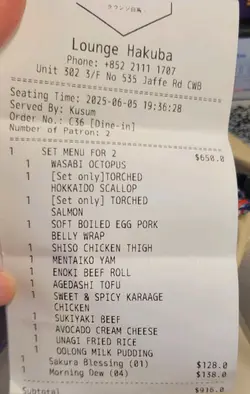 Lounge Hakuba
Phone: +852 2111 1707
Unit 302 3/F No 535 Jaffe Rd CWB
Seating Time: 2025-06-05 19:36:28
Served By: Kusum
Order No.: C36 [Dine-in]
Number of Patron: 2
1 SET MENU FOR 2 $650.0
1 WASABI OCTOPUS
1 [Set only]TORCHED
HOKKAIDO SCALLOP
1 [Set only] TORCHED
SALMON
1 SOFT BOILED EGG PORK
BELLY WRAP
1 SHISO CHICKEN THIGH
1 MENTAIKO YAM
1 ENOKI BEEF ROLL
1 AGEDASHI TOFU
1 SWEET & SPICY KARAAGE
CHICKEN
1 SUKIYAKI BEEF
1 AVOCADO CREAM CHEESE
1 UNAGI FRIED RICE
1 OOLONG MILK PUDDING
1 Sakura Blessing (01) $128.0
1 Morning Dew (04) $138.0
Subtotal $916.0